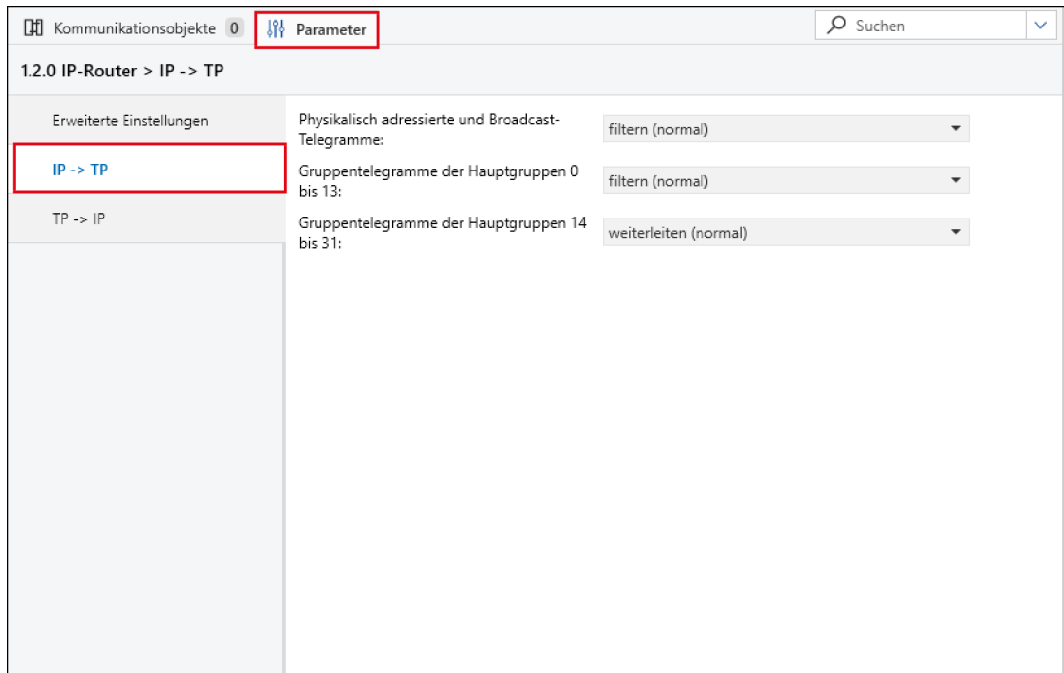 Kommunikationsobjekte 0 Parameter Suchen
1.2.0 IP-Router > IP -> TP
Erweiterte Einstellungen
IP -> TP
TP -> IP
Physikalisch adressierte und Broadcast-
Telegramme:
filtern (normal)
Gruppentelegramme der Hauptgruppen 0
bis 13:
filtern (normal)
Gruppentelegramme der Hauptgruppen 14
bis 31:
weiterleiten (normal)